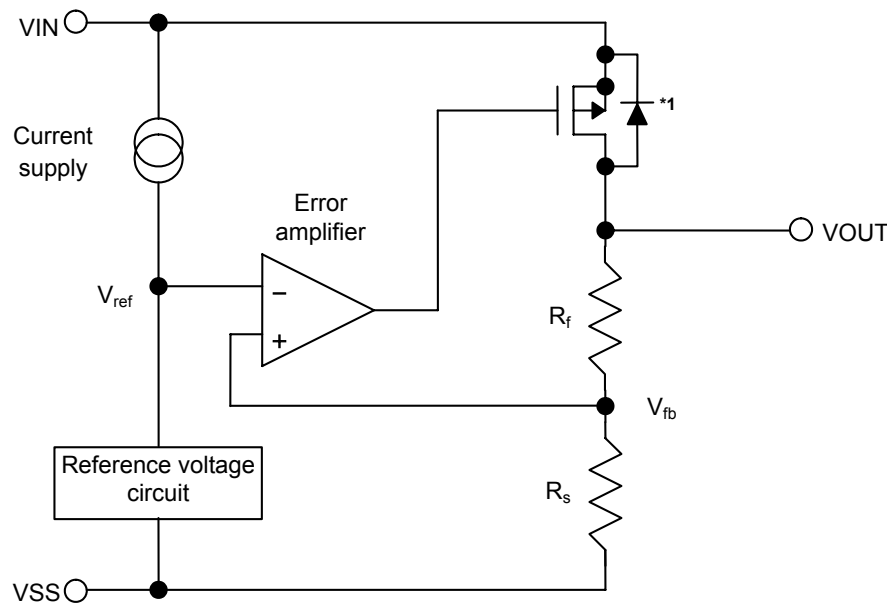 VIN
*1
Current
supply
Error
amplifier
VOUT
Vref
−
+
Rf
Vfb
Reference voltage
circuit
Rs
VSS